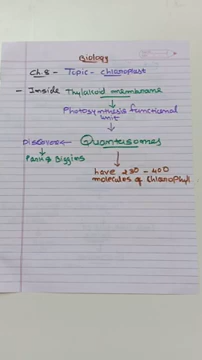 Biology
Ch.8 - Topic - chloroplast
- Inside Thylakoid membrane
Photosynthesis functional
unit
Discover ← Quantasomes
Park & Biggins
have 230 - 400
molecules of chlorophyll